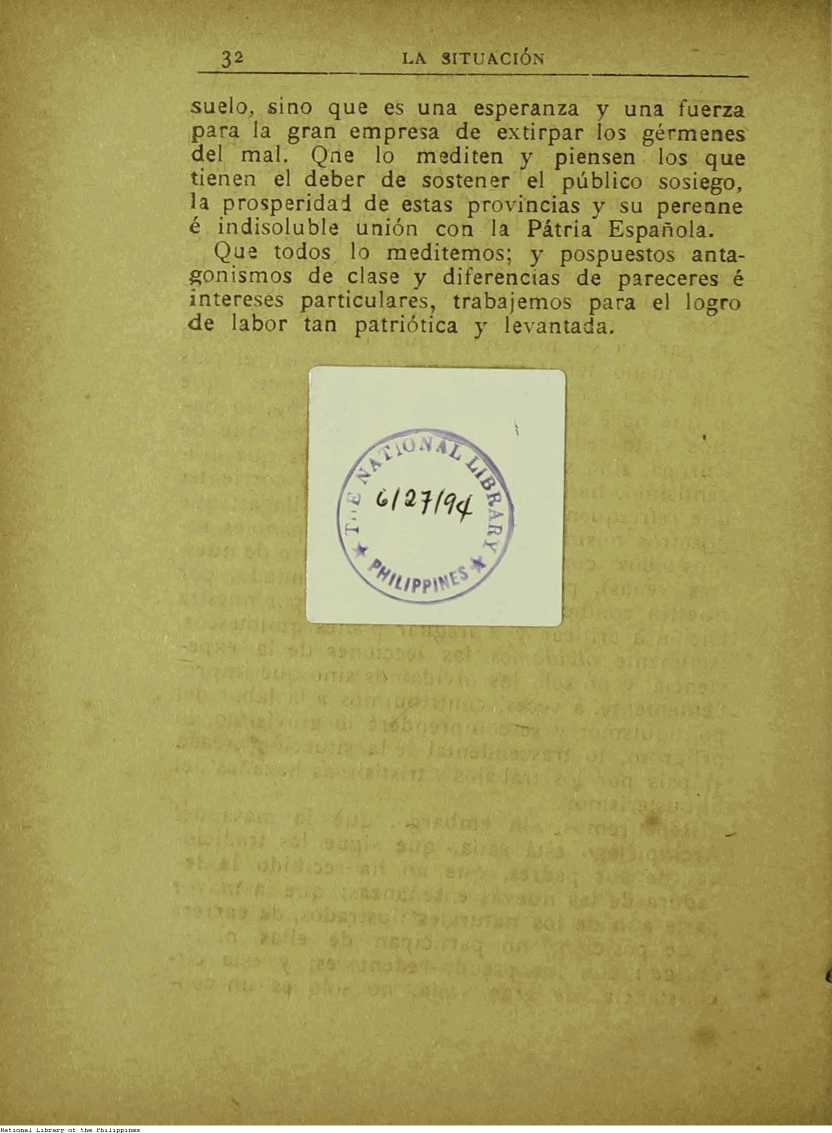 32 LA SITUACIÓN
suelo, sino que es una esperanza y una fuerza
para la gran empresa de extirpar los gérmenes
del mal. Qne lo mediten y piensen los que
tienen el deber de sostener el público sosiego,
la prosperidad de estas provincias y su perenne
é indisoluble unión con la Pátria Española.
Que todos lo meditemos; y pospuestos anta-
gonismos de clase y diferencias de pareceres é
intereses particulares, trabajemos para el logro
de labor tan patriótica y levantada.
THE NATIONAL LIBRARY
6/27/94
PHILIPPINES
National Library of the Philippines